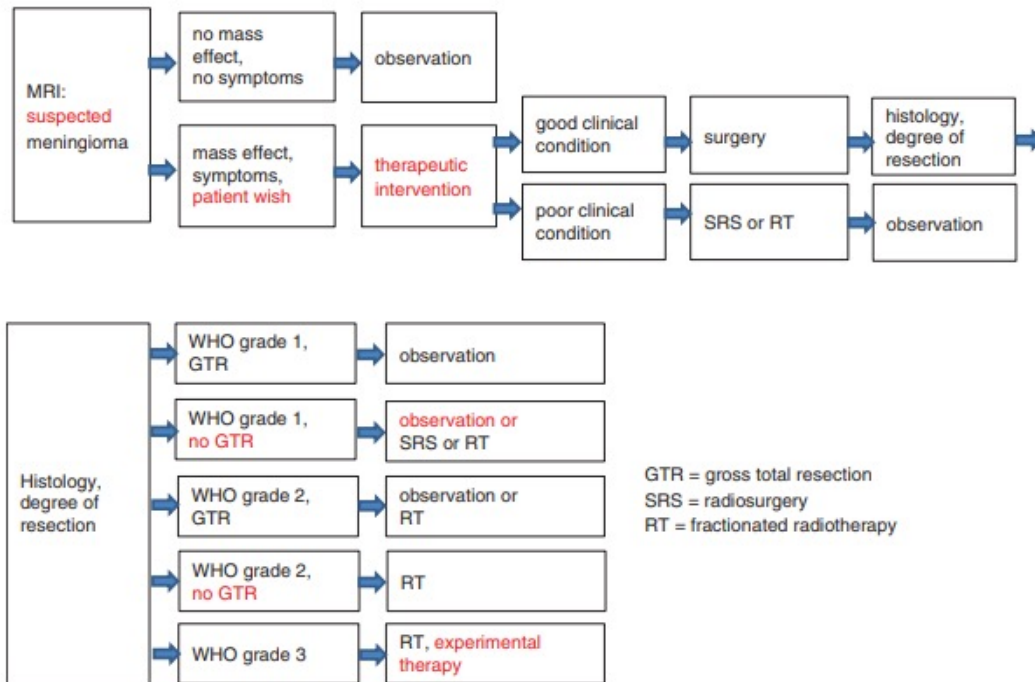 MRI:
suspected
meningioma
no mass
effect,
no symptoms
observation
mass effect,
symptoms,
patient wish
therapeutic
intervention
good clinical
condition
surgery
histology,
degree of
resection
poor clinical
condition
SRS or RT
observation
Histology,
degree of
resection
WHO grade 1,
GTR
observation
WHO grade 1,
no GTR
observation or
SRS or RT
WHO grade 2,
GTR
observation or
RT
WHO grade 2,
no GTR
RT
WHO grade 3
RT, experimental
therapy
GTR = gross total resection
SRS = radiosurgery
RT = fractionated radiotherapy